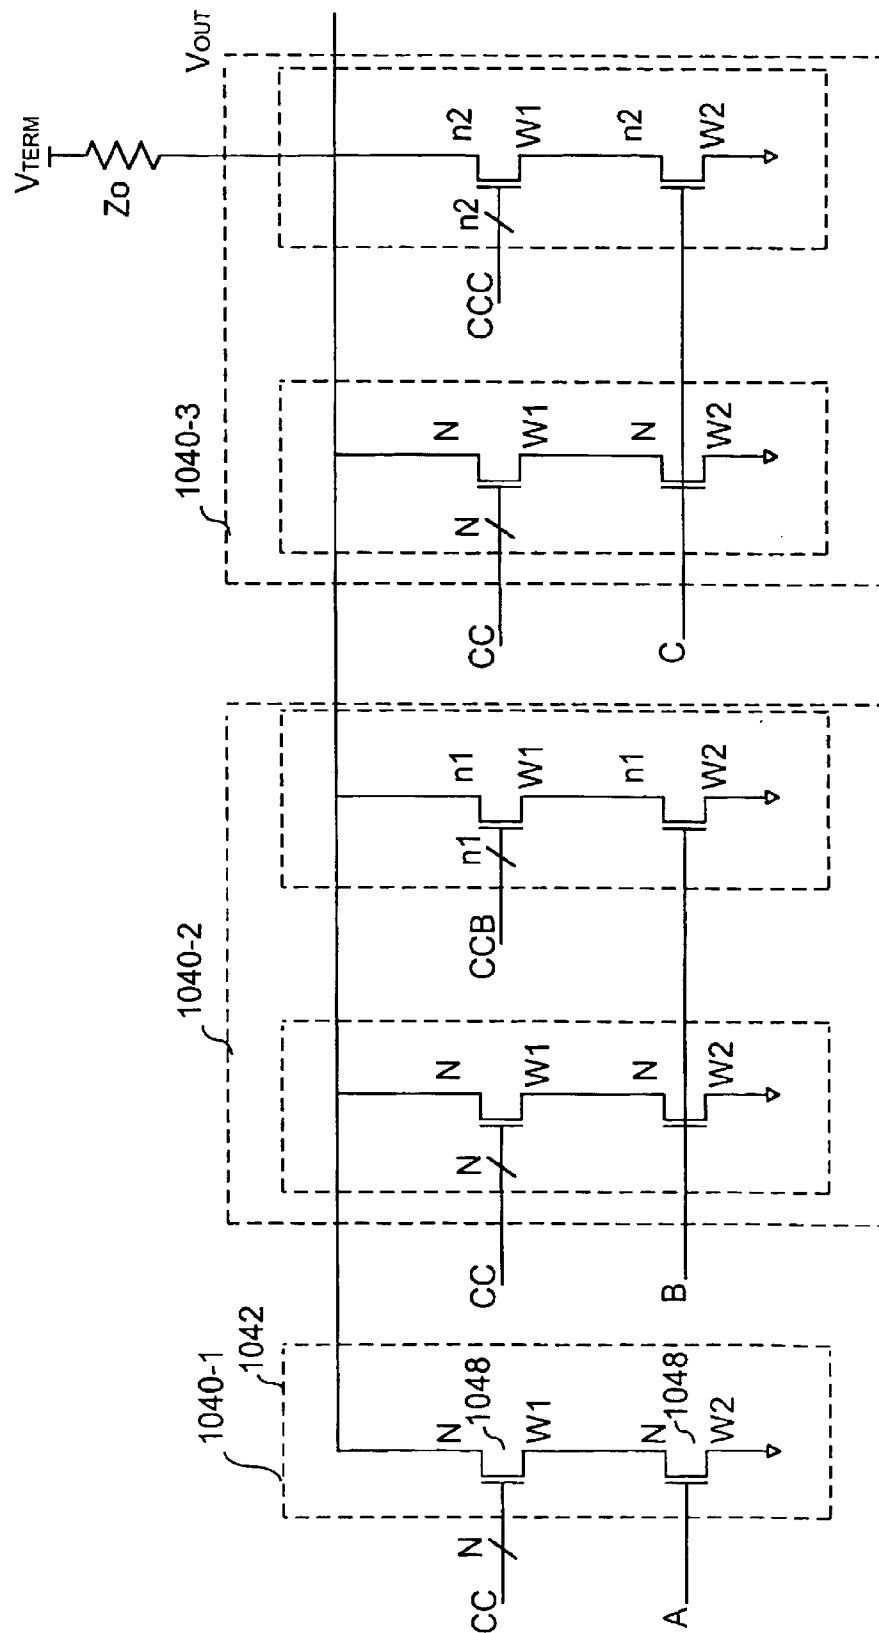 VTERM
Zo
VOUT
1040-3
n2
n2
W1
n2
W2
CCC
N
N
W1
N
W2
CC
C
1040-2
n1
n1
W1
n1
W2
CCB
N
N
W1
N
W2
CC
B
1040-1
1042
N
1048
N
W1
N
1048
W2
CC
A